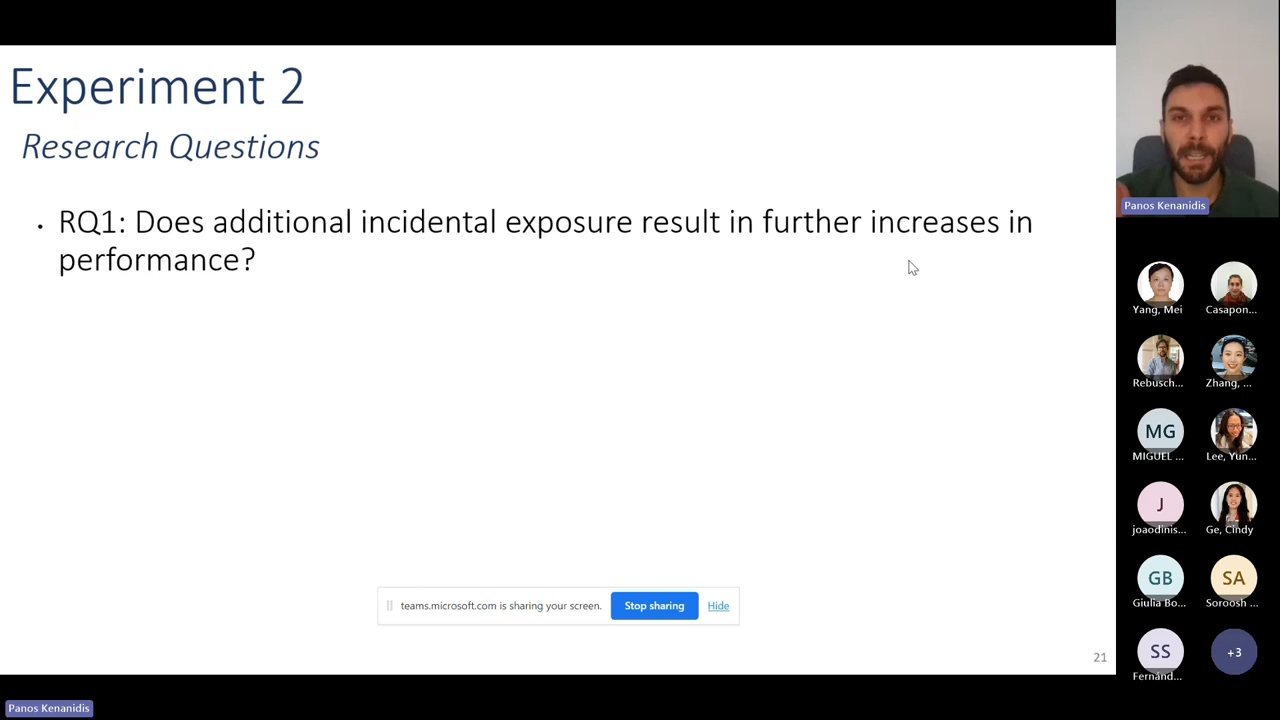 Experiment 2
Research Questions
• RQ1: Does additional incidental exposure result in further increases in
performance?
teams.microsoft.com is sharing your screen.
Stop sharing
Hide
21
Panos Kenanidis
Yang, Mei
Casapon...
Rebusch...
Zhang, ...
MG
MIGUEL ...
Lee, Yun...
J
joaodinis...
Ge, Cindy
GB
Giulia Bo...
SA
Soroosh ...
SS
Fernánd...
+3
Panos Kenanidis